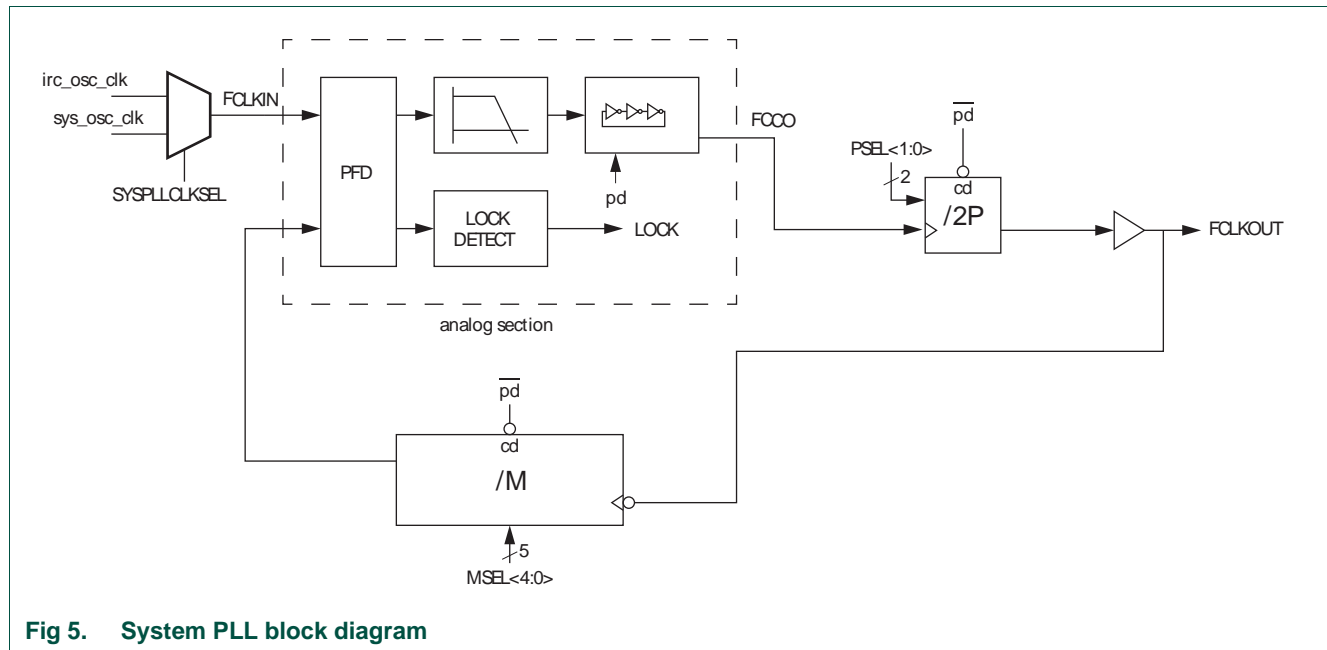 irc_osc_clk
sys_osc_clk
FCLKIN
SYSPLLCLKSEL
PFD
pd
LOCK
DETECT
LOCK
analog section
FCCO
pd
PSEL<1:0>
2
cd
/2P
FCLKOUT
pd
cd
/M
5
MSEL<4:0>
Fig 5. System PLL block diagram